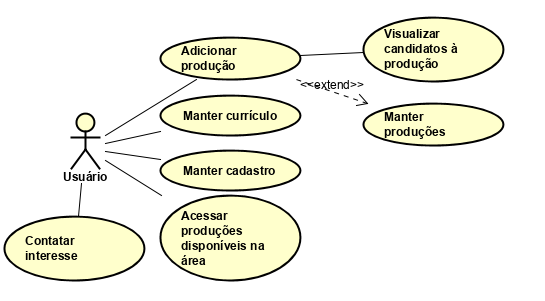 Adicionar
produção
Visualizar
candidatos à
produção
<<extend>>
Manter
produções
Manter currículo
Manter cadastro
Usuário
Acessar
produções
disponíveis na
área
Contatar
interesse